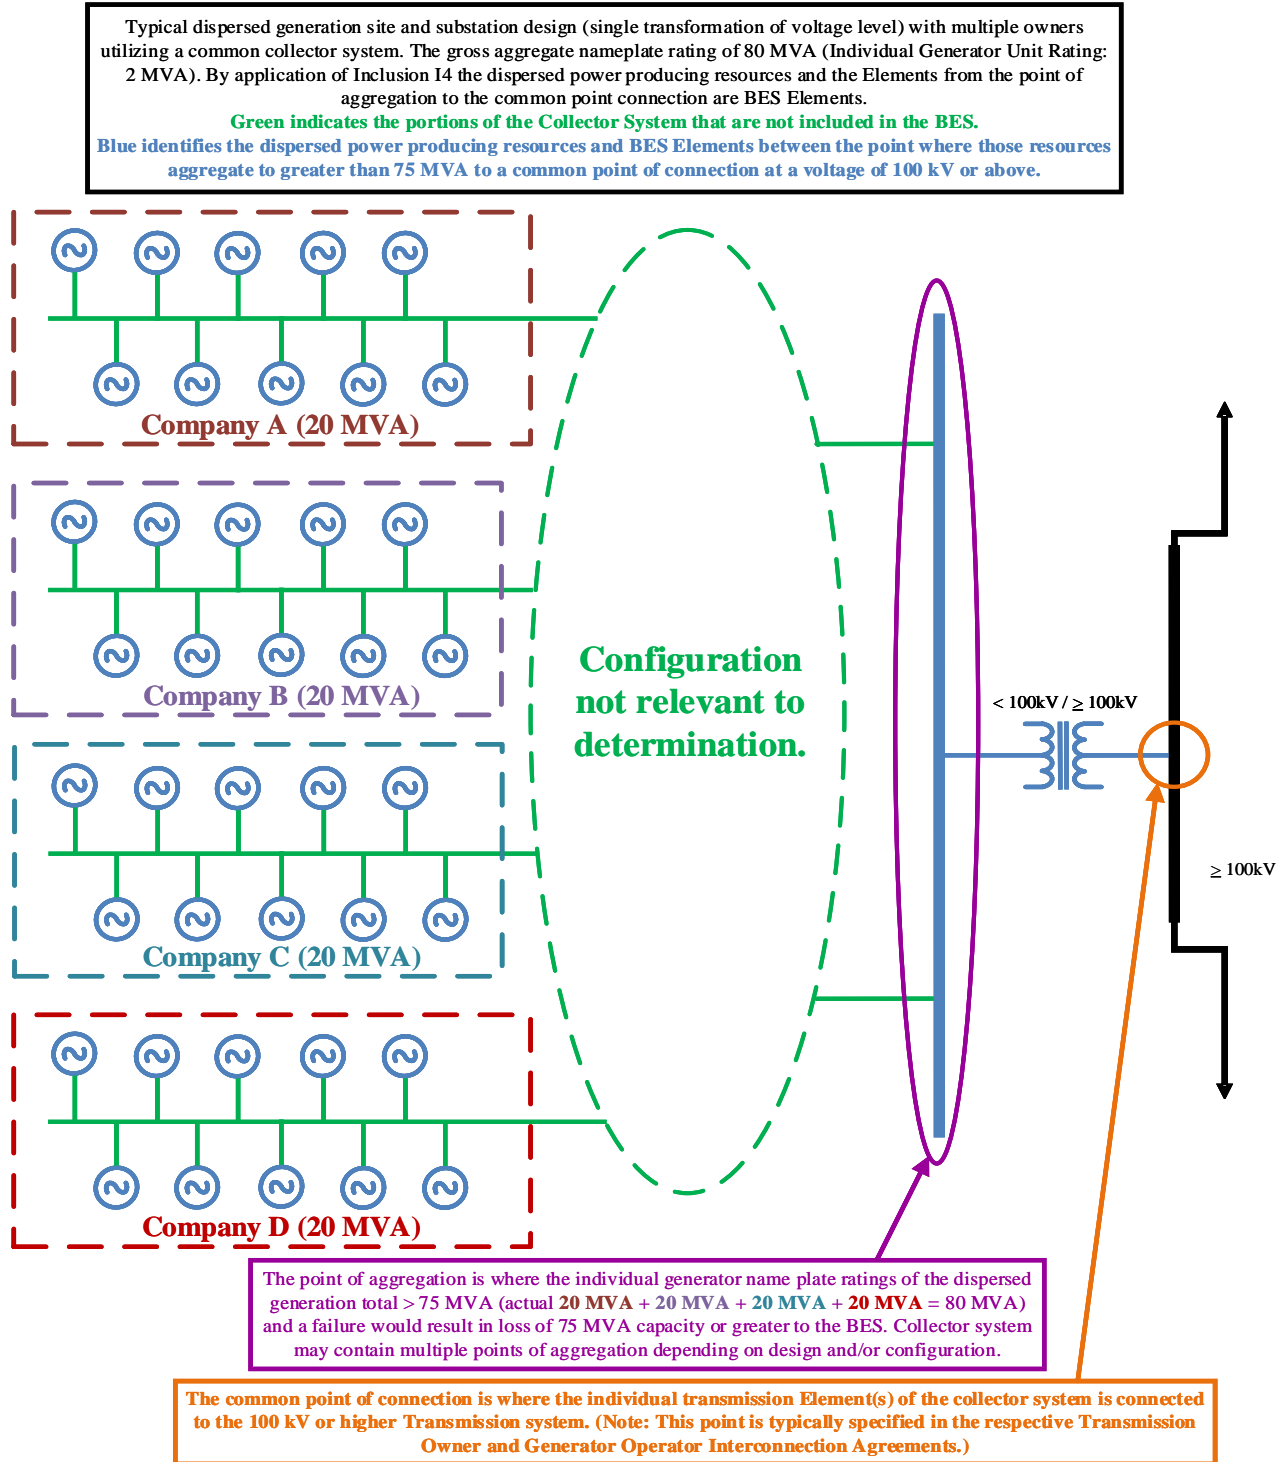 Typical dispersed generation site and substation design (single transformation of voltage level) with multiple owners
utilizing a common collector system. The gross aggregate nameplate rating of 80 MVA (Individual Generator Unit Rating:
2 MVA). By application of Inclusion I4 the dispersed power producing resources and the Elements from the point of
aggregation to the common point connection are BES Elements.
Green indicates the portions of the Collector System that are not included in the BES.
Blue identifies the dispersed power producing resources and BES Elements between the point where those resources
aggregate to greater than 75 MVA to a common point of connection at a voltage of 100 kV or above.
Company A (20 MVA)
Company B (20 MVA)
Configuration
not relevant to
determination.
< 100kV / ≥ 100kV
≥ 100kV
Company C (20 MVA)
Company D (20 MVA)
The point of aggregation is where the individual generator name plate ratings of the dispersed
generation total > 75 MVA (actual 20 MVA + 20 MVA + 20 MVA + 20 MVA = 80 MVA)
and a failure would result in loss of 75 MVA capacity or greater to the BES. Collector system
may contain multiple points of aggregation depending on design and/or configuration.
The common point of connection is where the individual transmission Element(s) of the collector system is connected
to the 100 kV or higher Transmission system. (Note: This point is typically specified in the respective Transmission
Owner and Generator Operator Interconnection Agreements.)